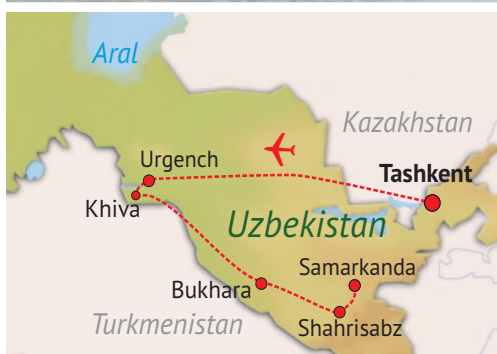 Aral
Kazakhstan
Urgench
Tashkent
Khiva
Uzbekistan
Samarkanda
Bukhara
Shahrisabz
Turkmenistan